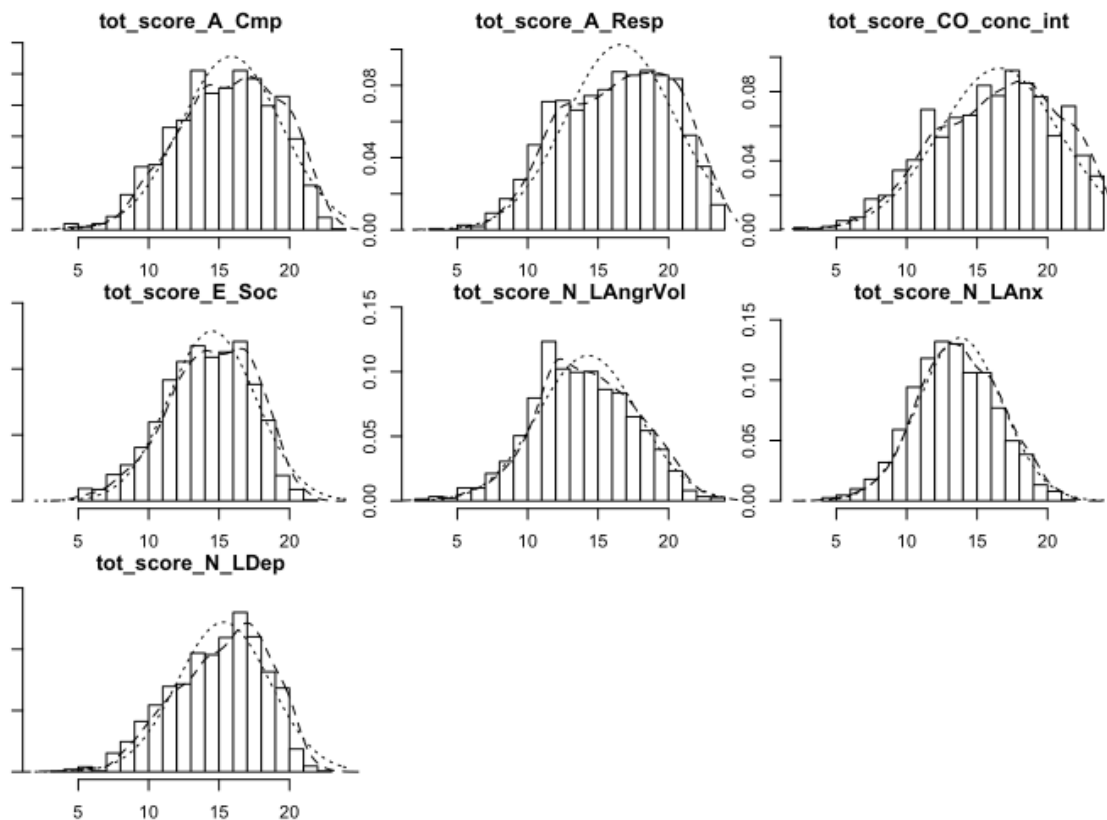 tot_score_A_Cmp
tot_score_A_Resp
tot_score_CO_conc_int
0.00 0.04 0.08
0.00 0.04 0.08
5 10 15 20
5 10 15 20
5 10 15 20
tot_score_E_Soc
tot_score_N_LAngrVol
tot_score_N_LAnx
0.00 0.05 0.10 0.15
0.00 0.05 0.10 0.15
5 10 15 20
5 10 15 20
5 10 15 20
tot_score_N_LDep
5 10 15 20